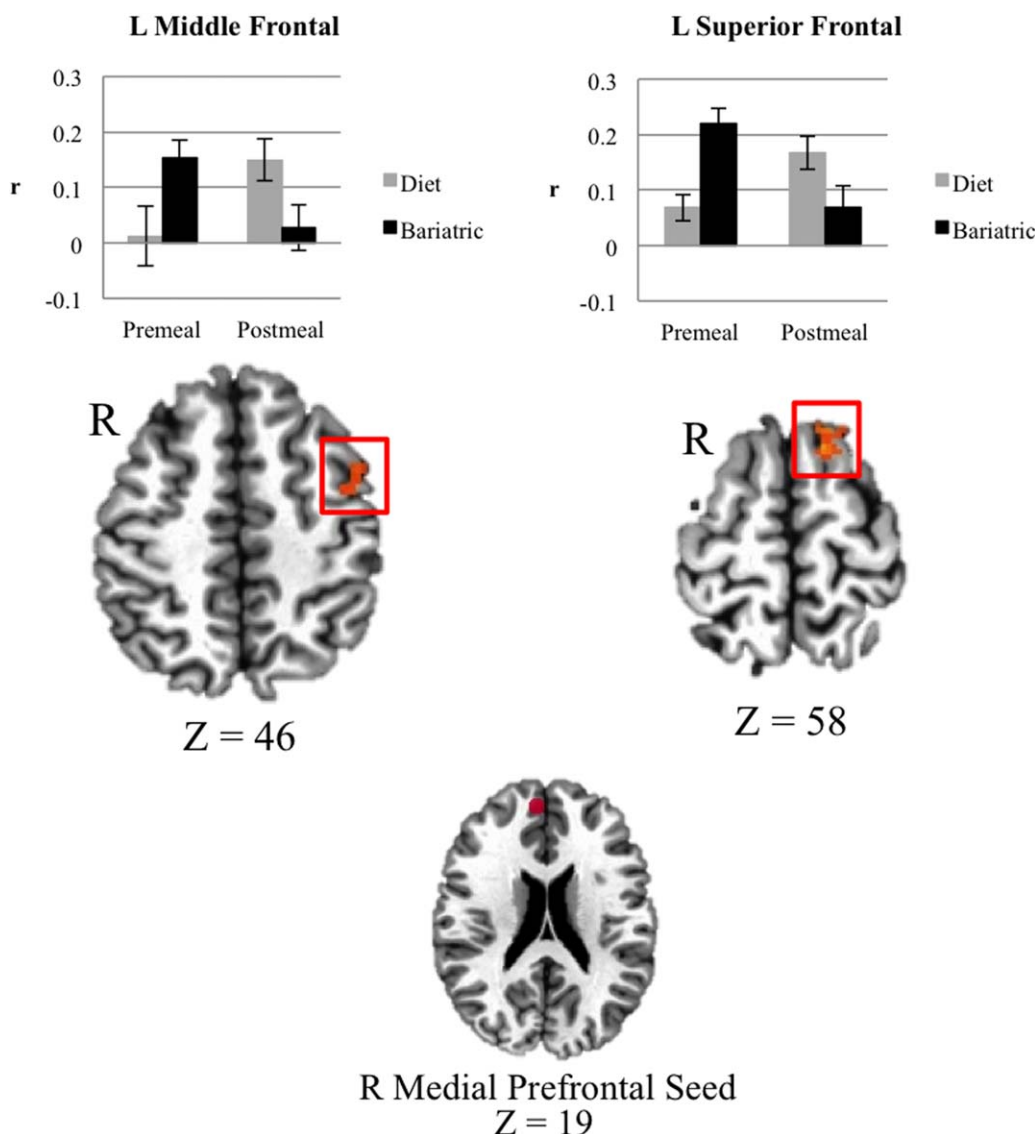 L Middle Frontal
0.3
0.2
0.1
0
-0.1
r
Premeal Postmeal
Diet
Bariatric
L Superior Frontal
0.3
0.2
0.1
0
-0.1
r
Premeal Postmeal
Diet
Bariatric
R
Z = 46
R
Z = 58
R Medial Prefrontal Seed
Z = 19